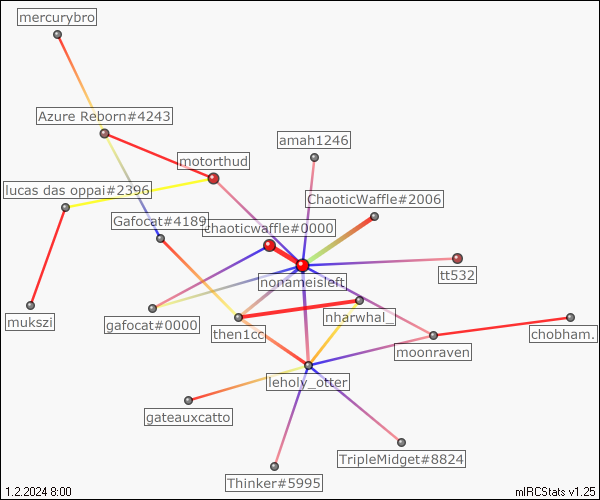 mercurybro
Azure Reborn#4243
amah1246
motorthud
lucas das oppai#2396
ChaoticWaffle#2006
Gafocat#4189
chaoticwaffle#0000
nonameisleft
tt532
mukszi
gafocat#0000
then1cc
nharwhal_
chobham.
moonraven
leholy_otter
gateauxcatto
TripleMidget#8824
Thinker#5995
1.2.2024 8:00
mIRCStats v1.25